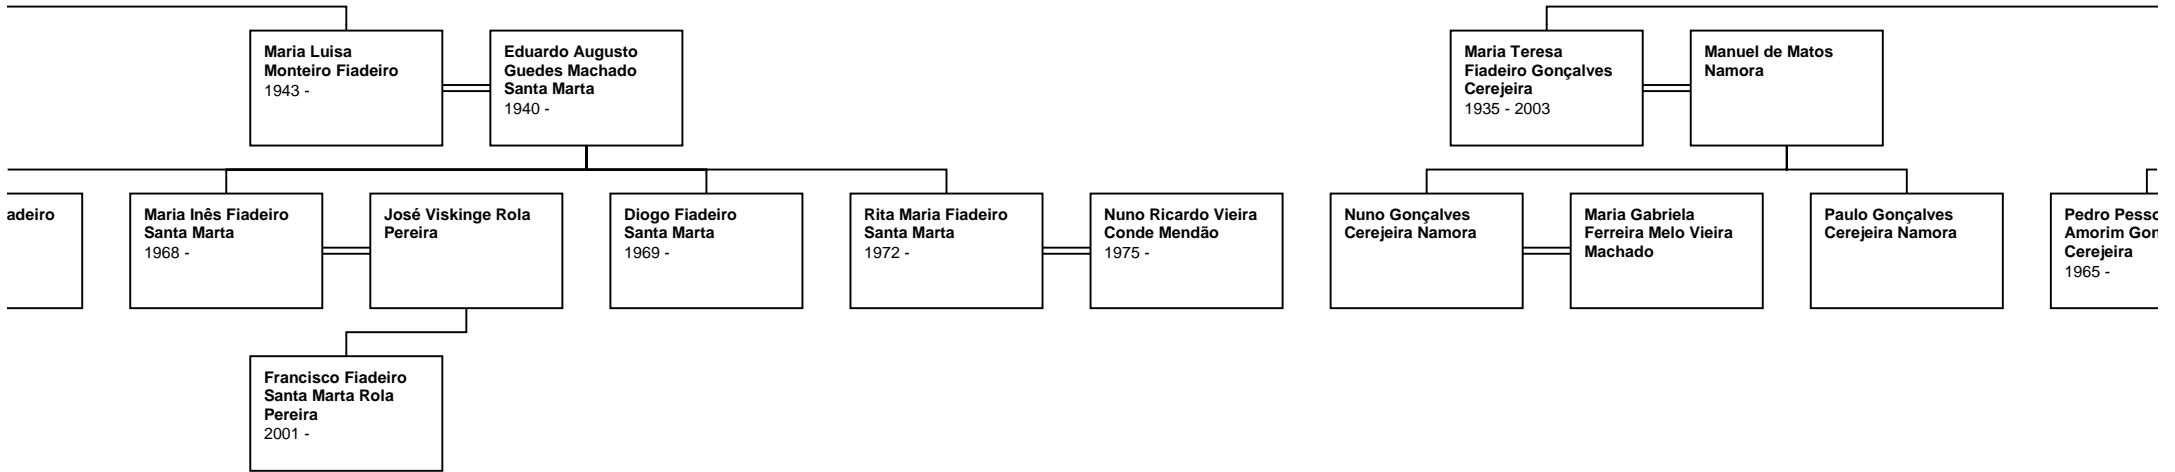 Maria Luisa
Monteiro Fiadeiro
1943 -
Eduardo Augusto
Guedes Machado
Santa Marta
1940 -
Maria Teresa
Fiadeiro Gonçalves
Cerejeira
1935 - 2003
Manuel de Matos
Namora
Maria Inês Fiadeiro
Santa Marta
1968 -
José Viskinge Rola
Pereira
Diogo Fiadeiro
Santa Marta
1969 -
Rita Maria Fiadeiro
Santa Marta
1972 -
Nuno Ricardo Vieira
Conde Mendão
1975 -
Nuno Gonçalves
Cerejeira Namora
Maria Gabriela
Ferreira Melo Vieira
Machado
Paulo Gonçalves
Cerejeira Namora
Pedro
Amorim
Cerejeira
1965 -
Francisco Fiadeiro
Santa Marta Rola
Pereira
2001 -